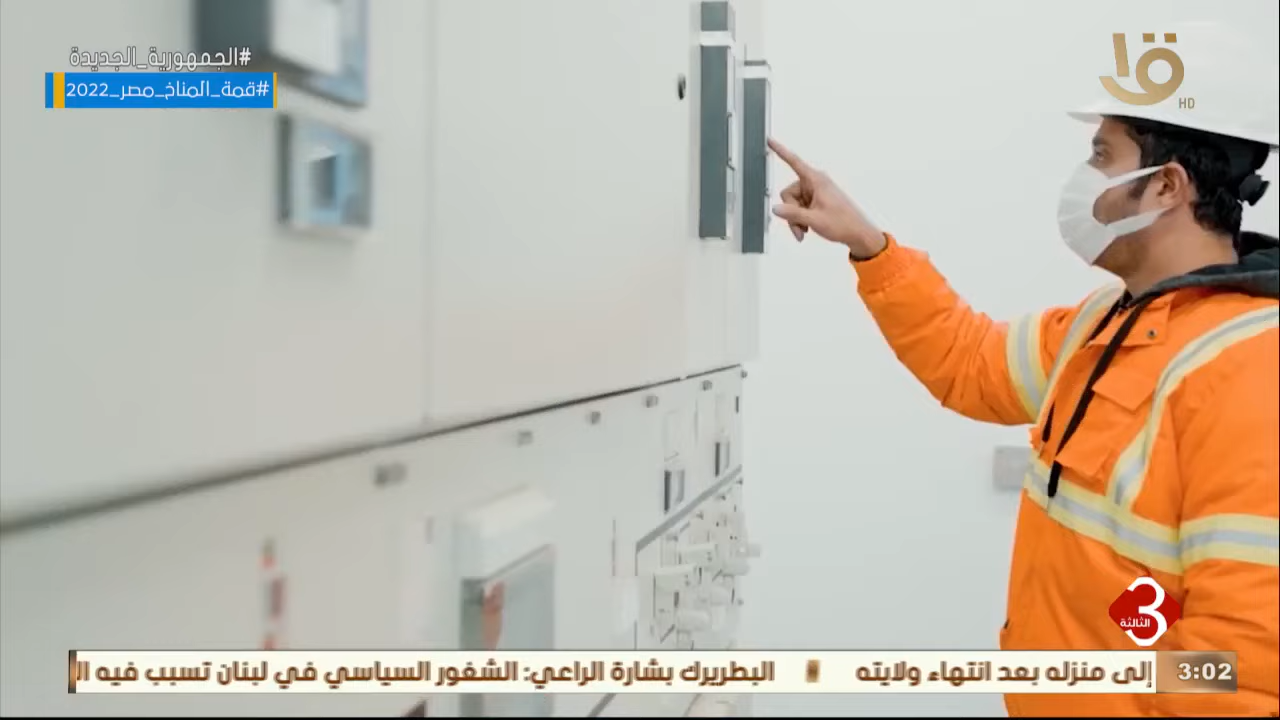 #الجمهورية_الجديدة
#قمة_المناخ_مصر_2022
HD
3
الثالثة
إلى منزله بعد انتهاء ولايته
البطريرك بشارة الراعي: الشغور السياسي في لبنان تسبب فيه
3:02